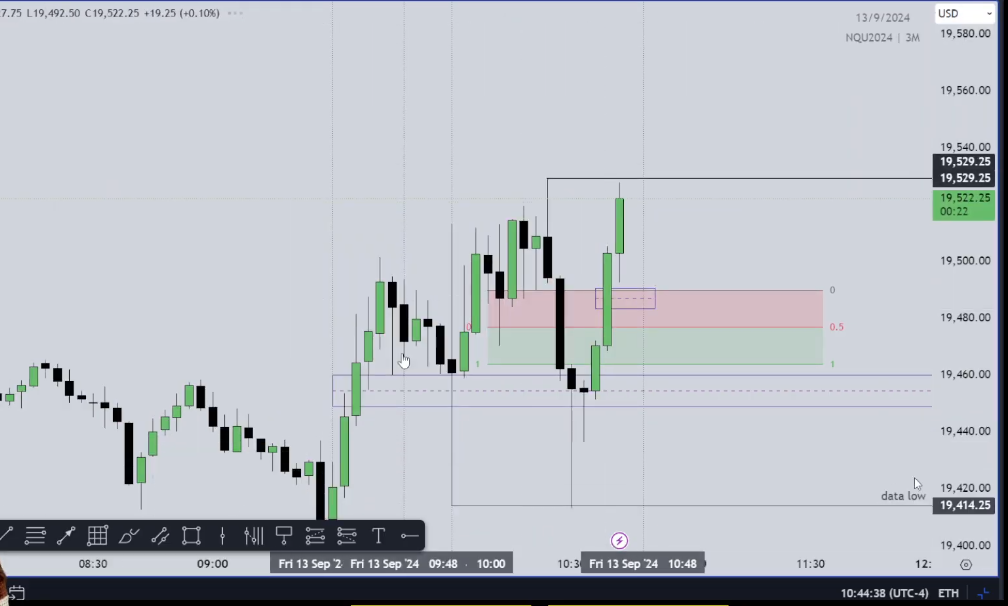 7.75 L19,492.50 C19,522.25 +19.25 (+0.10%)
USD
13/9/2024
NQU2024 | 3M
19,580.00
19,560.00
19,540.00
19,529.25
19,529.25
19,522.25
00:22
19,500.00
0
19,480.00
0
0.5
1
1
19,460.00
19,440.00
19,420.00
data low
19,414.25
19,400.00
T
08:30
09:00
Fri 13 Sep '2
Fri 13 Sep '24
09:48
10:00
10:30
Fri 13 Sep '24
10:48
11:30
12:
10:44:38 (UTC-4)
ETH